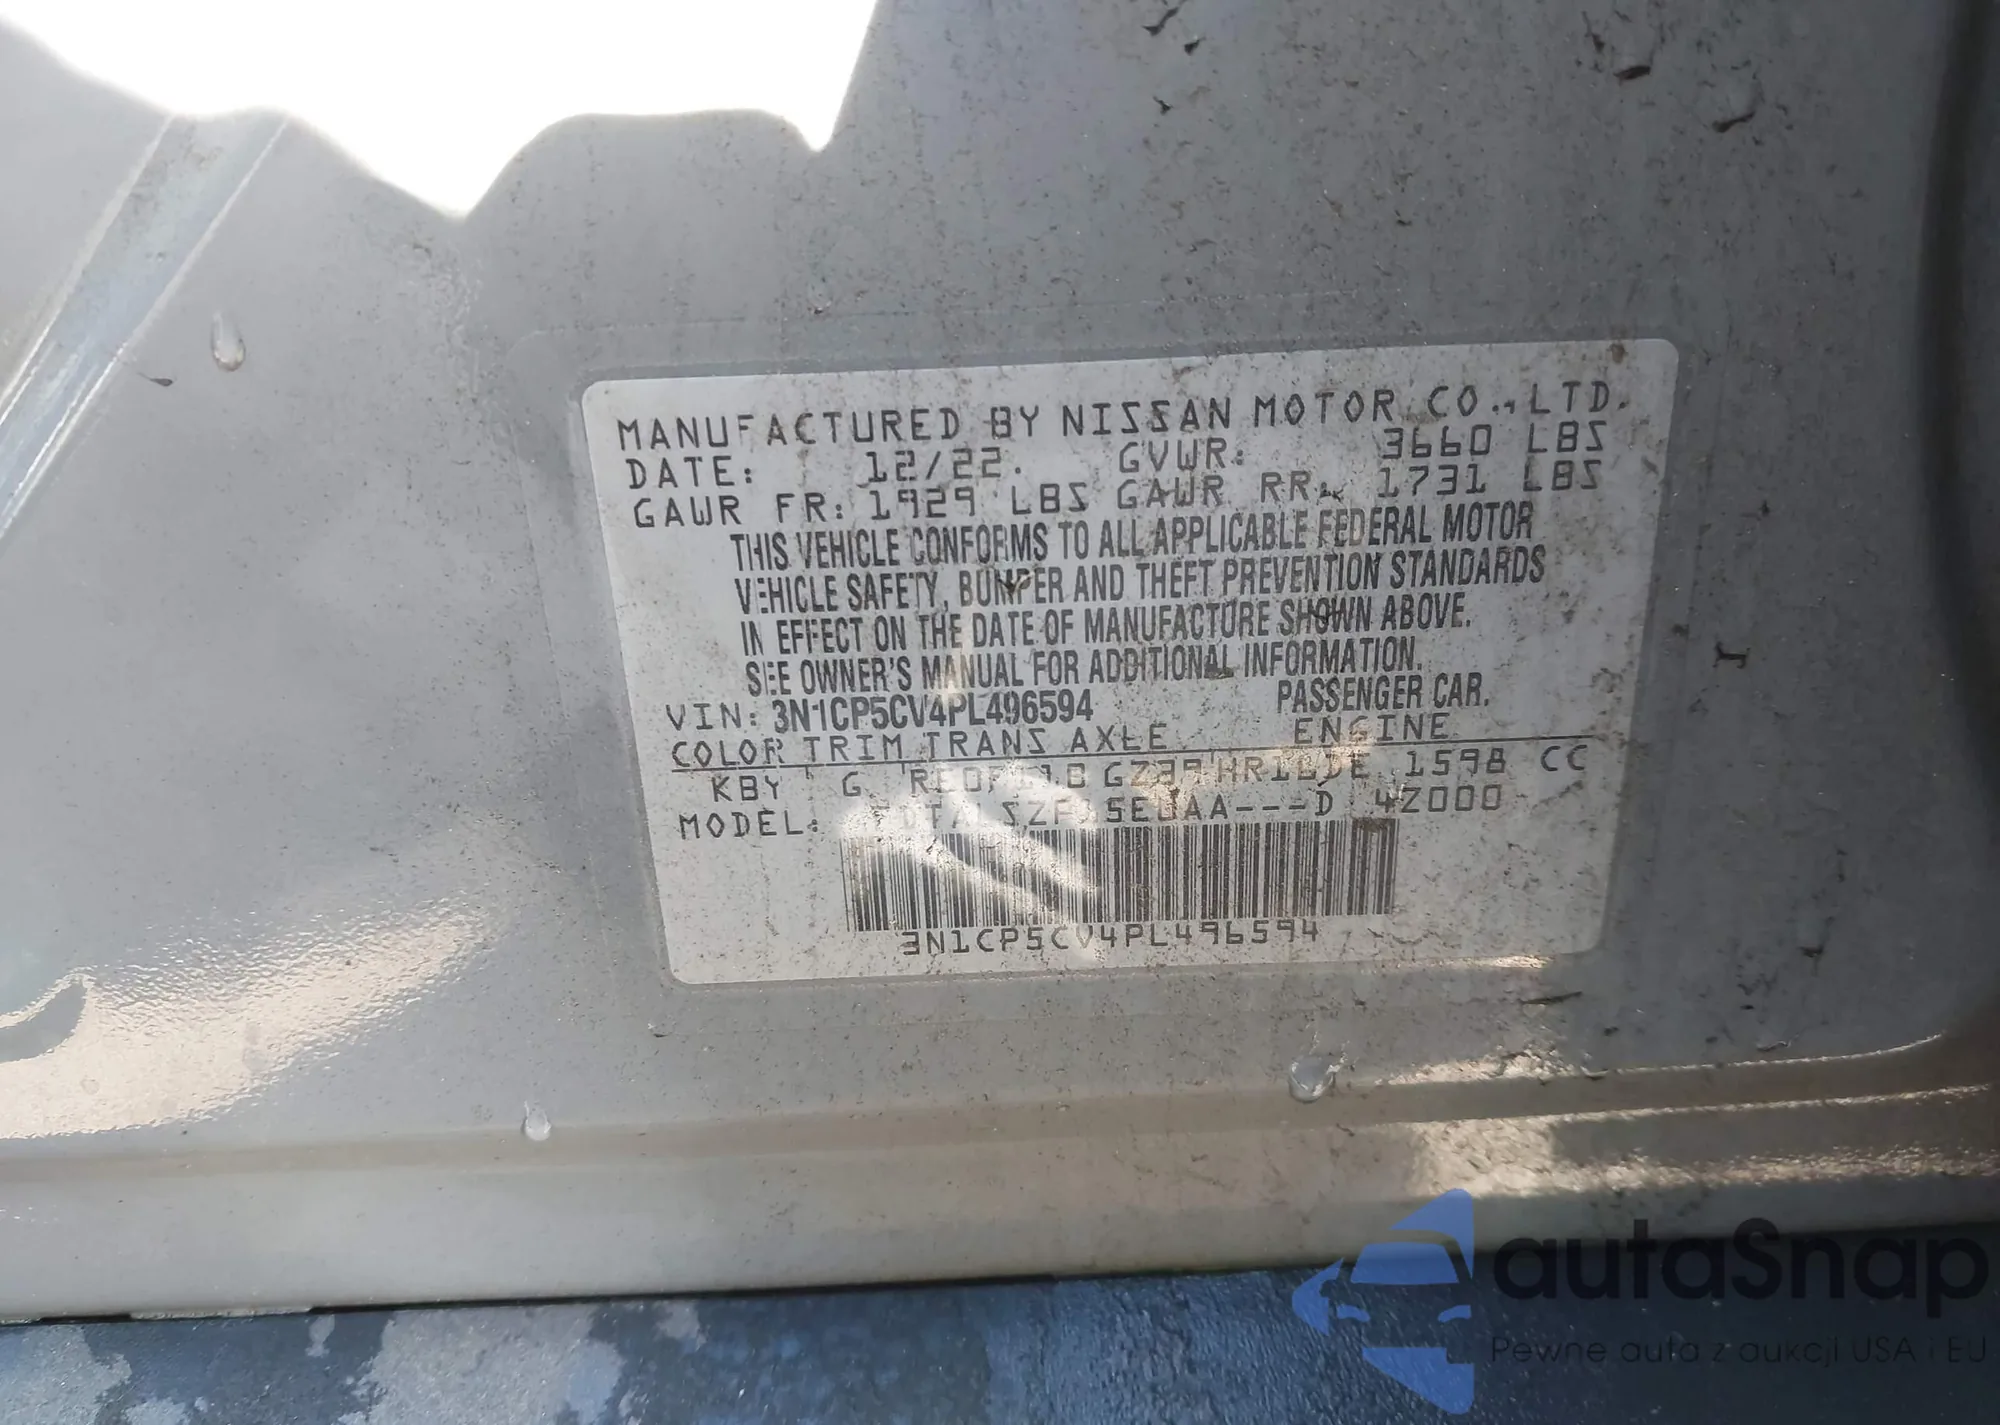 MANUFACTURED BY NISSAN MOTOR CO., LTD.
DATE: 12/22. GVWR: 3660 LBS
GAWR FR: 1929 LBS GAWR RR: 1731 LBS
THIS VEHICLE CONFORMS TO ALL APPLICABLE FEDERAL MOTOR
VEHICLE SAFETY, BUMPER AND THEFT PREVENTION STANDARDS
IN EFFECT ON THE DATE OF MANUFACTURE SHOWN ABOVE.
SEE OWNER'S MANUAL FOR ADDITIONAL INFORMATION.
VIN: 3N1CP5CV4PL496594 PASSENGER CAR.
COLOR TRIM TRANS AXLE ENGINE
KBY G 1598 CC
MODEL: 4Z000
3N1CP5CV4PL496594
autoSnap
Pewne auta z aukcji USA i EU